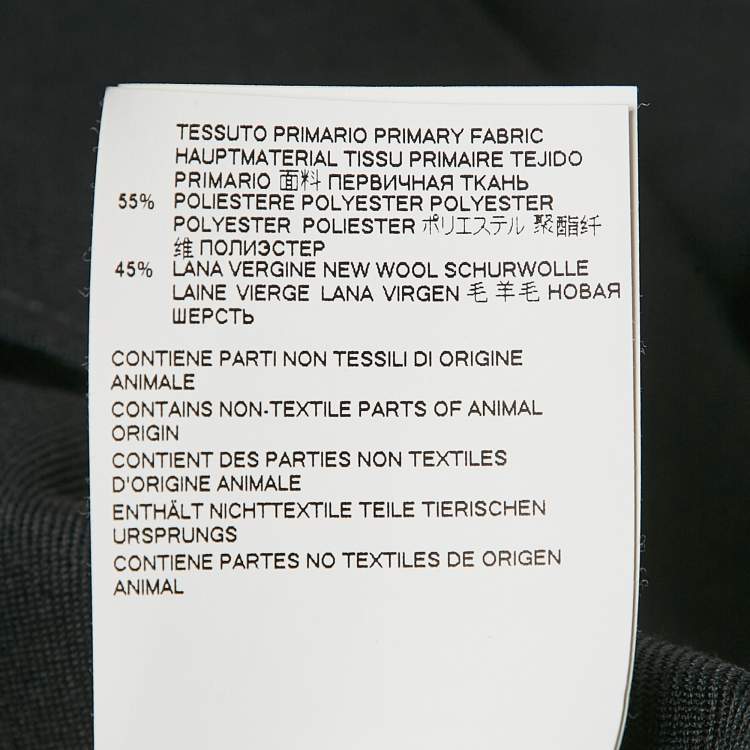 TESSUTO PRIMARIO PRIMARY FABRIC
HAUPTMATERIAL TISSU PRIMAIRE TEJIDO
PRIMARIO 面料 ПЕРВИЧНАЯ ТКАНЬ
55% POLIESTERE POLYESTER POLYESTER
POLYESTER POLIESTER ポリエステル 聚酯纤
维 ПОЛИЭСТЕР
45% LANA VERGINE NEW WOOL SCHURWOLLE
LAINE VIERGE LANA VIRGEN 毛 羊毛 НОВАЯ
ШЕРСТЬ
CONTIENE PARTI NON TESSILI DI ORIGINE
ANIMALE
CONTAINS NON-TEXTILE PARTS OF ANIMAL
ORIGIN
CONTIENT DES PARTIES NON TEXTILES
D'ORIGINE ANIMALE
ENTHÄLT NICHTTEXTILE TEILE TIERISCHEN
URSPRUNGS
CONTIENE PARTES NO TEXTILES DE ORIGEN
ANIMAL